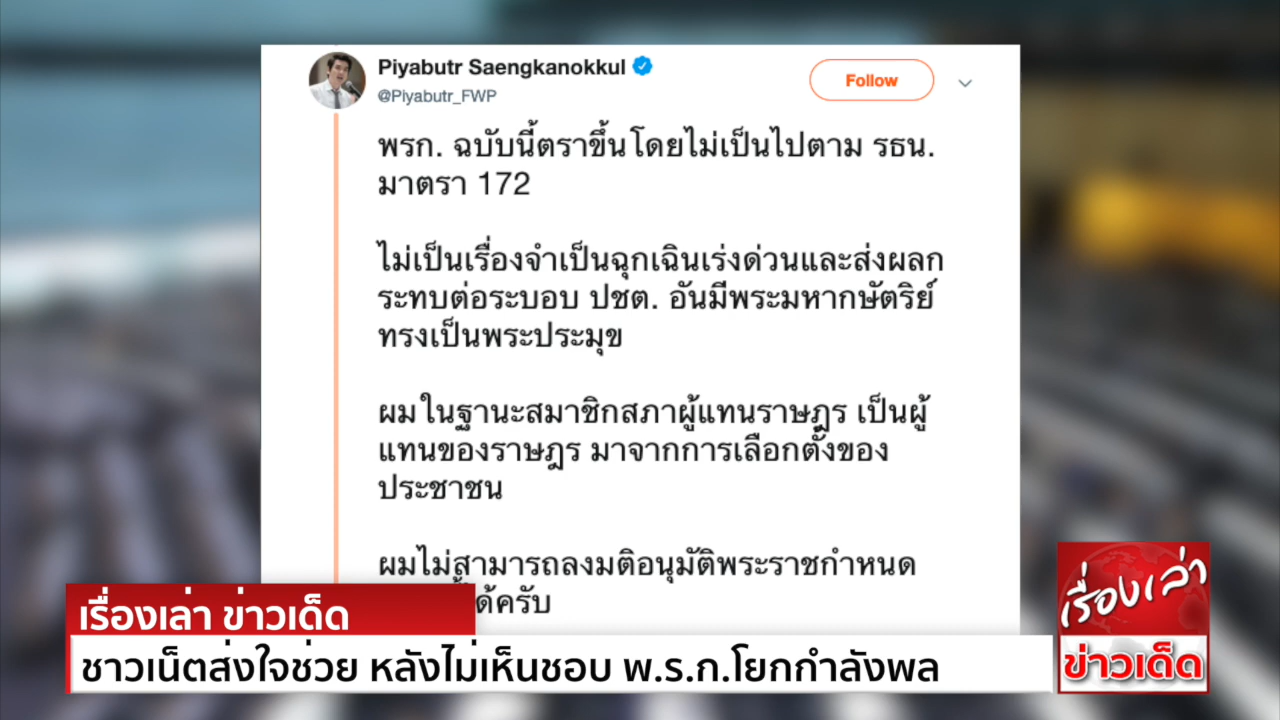 Piyabutr Saengkanokkul
@Piyabutr_FWP
Follow
พรก. ฉบับนี้ตราขึ้นโดยไม่เป็นไปตาม รธน.
มาตรา 172
ไม่เป็นเรื่องจำเป็นฉุกเฉินเร่งด่วนและส่งผลก
ระทบต่อระบอบ ปชต. อันมีพระมหากษัตริย์
ทรงเป็นพระประมุข
ผมในฐานะสมาชิกสภาผู้แทนราษฎร เป็นผู้
แทนของราษฎร มาจากการเลือกตั้งของ
ประชาชน
ผมไม่สามารถลงมติอนุมัติพระราชกำหนด
ได้ครับ
เรื่องเล่า ข่าวเด็ด
ชาวเน็ตส่งใจช่วย หลังไม่เห็นชอบ พ.ร.ก.โยกกำลังพล
เรื่องเล่า
ข่าวเด็ด